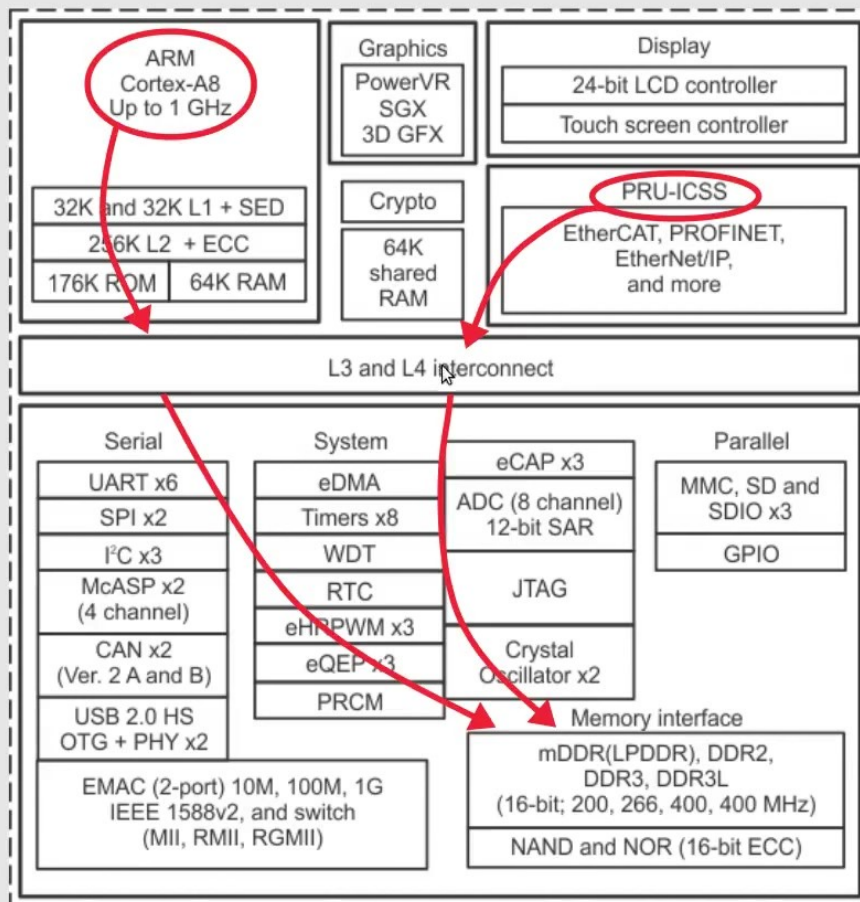 ARM
Cortex-A8
Up to 1 GHz
32K and 32K L1 + SED
256K L2 + ECC
176K ROM
64K RAM
Graphics
PowerVR
SGX
3D GFX
Crypto
64K
shared
RAM
Display
24-bit LCD controller
Touch screen controller
PRU-ICSS
EtherCAT, PROFINET,
EtherNet/IP,
and more
L3 and L4 interconnect
Serial
UART x6
SPI x2
I²C x3
McASP x2
(4 channel)
CAN x2
(Ver. 2 A and B)
USB 2.0 HS
OTG + PHY x2
EMAC (2-port) 10M, 100M, 1G
IEEE 1588v2, and switch
(MII, RMII, RGMII)
System
eDMA
Timers x8
WDT
RTC
eHRPWM x3
eQEP x3
PRCM
eCAP x3
ADC (8 channel)
12-bit SAR
JTAG
Crystal
Oscillator x2
Parallel
MMC, SD and
SDIO x3
GPIO
Memory interface
mDDR(LPDDR), DDR2,
DDR3, DDR3L
(16-bit; 200, 266, 400, 400 MHz)
NAND and NOR (16-bit ECC)